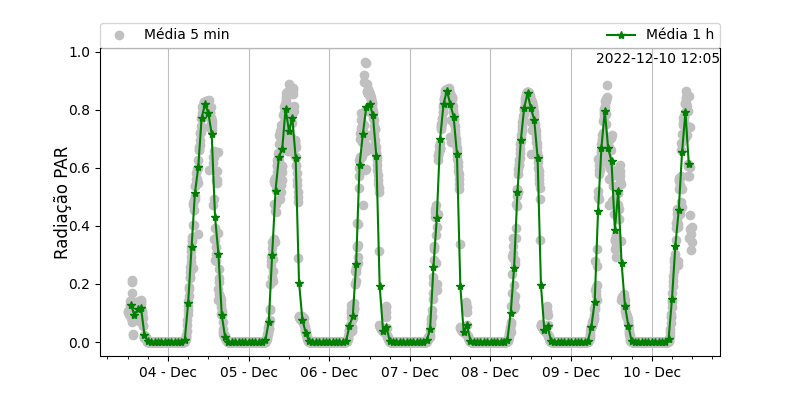 Média 5 min
Média 1 h
2022-12-10 12:05
Radiação PAR
1.0
0.8
0.6
0.4
0.2
0.0
04 - Dec
05 - Dec
06 - Dec
07 - Dec
08 - Dec
09 - Dec
10 - Dec